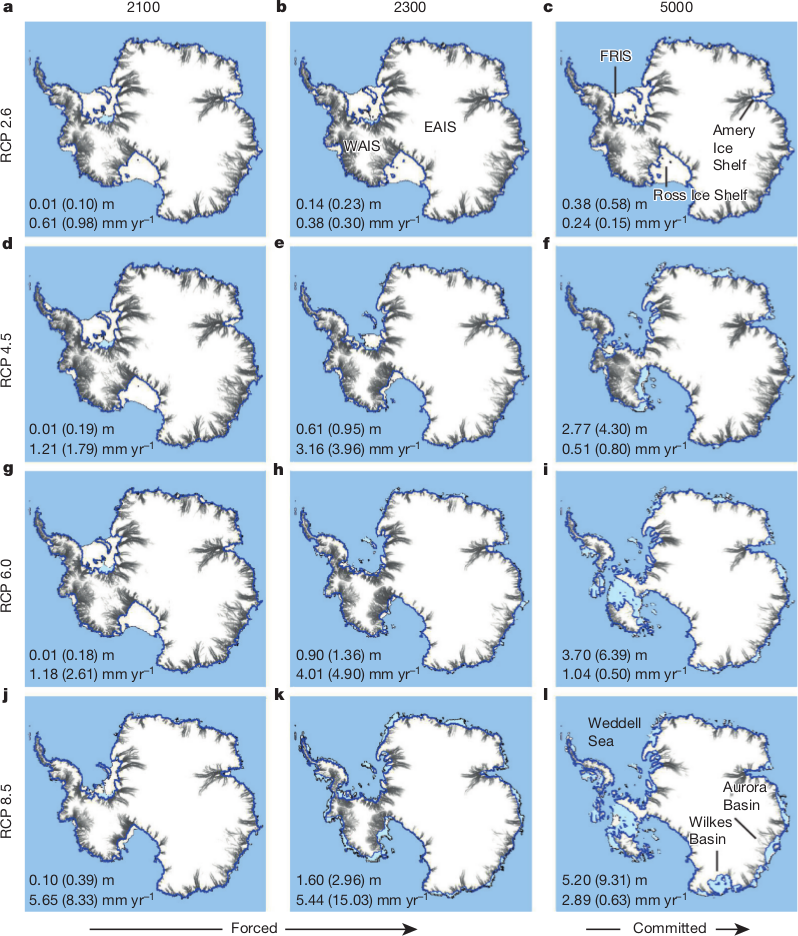 a 2100
b 2300
c 5000
RCP 2.6
0.01 (0.10) m
0.61 (0.98) mm yr⁻¹
WAIS
EAIS
0.14 (0.23) m
0.38 (0.30) mm yr⁻¹
FRIS
Amery
Ice
Shelf
Ross Ice Shelf
0.38 (0.58) m
0.24 (0.15) mm yr⁻¹
RCP 4.5
d
0.01 (0.19) m
1.21 (1.79) mm yr⁻¹
e
0.61 (0.95) m
3.16 (3.96) mm yr⁻¹
f
2.77 (4.30) m
0.51 (0.80) mm yr⁻¹
RCP 6.0
g
0.01 (0.18) m
1.18 (2.61) mm yr⁻¹
h
0.90 (1.36) m
4.01 (4.90) mm yr⁻¹
i
3.70 (6.39) m
1.04 (0.50) mm yr⁻¹
RCP 8.5
j
0.10 (0.39) m
5.65 (8.33) mm yr⁻¹
k
1.60 (2.96) m
5.44 (15.03) mm yr⁻¹
l
Weddell
Sea
Aurora
Basin
Wilkes
Basin
5.20 (9.31) m
2.89 (0.63) mm yr⁻¹
Forced
Committed